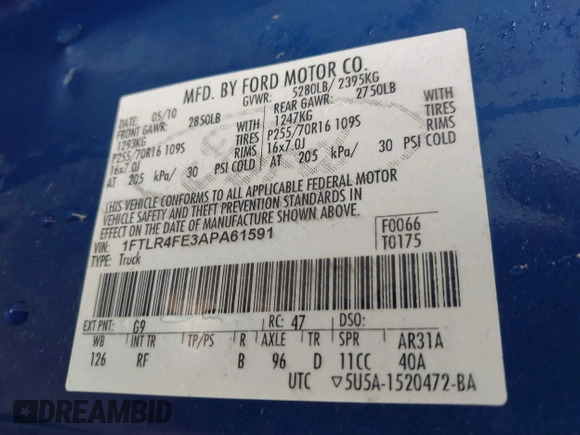 MFD. BY FORD MOTOR CO.
DATE: 05/10 GVWR: 5280LB/ 2395KG
FRONT GAWR: 2850LB REAR GAWR: 2750LB
1293KG WITH 1247KG WITH
P255/70R16 109S TIRES P255/70R16 109S TIRES
16x7.0J RIMS 16x7.0J RIMS
AT 205 kPa/ 30 PSI COLD AT 205 kPa/ 30 PSI COLD
THIS VEHICLE CONFORMS TO ALL APPLICABLE FEDERAL MOTOR
VEHICLE SAFETY AND THEFT PREVENTION STANDARDS IN
EFFECT ON THE DATE OF MANUFACTURE SHOWN ABOVE.
VIN: 1FTLR4FE3APA61591 F0066
TYPE: Truck T0175
EXT PNT: G9 RC: 47 DSO:
WB INT TR TP/PS R AXLE TR SPR AR31A
126 RF B 96 D 11CC 40A
UTC ▽5U5A-1520472-BA
DREAMBID